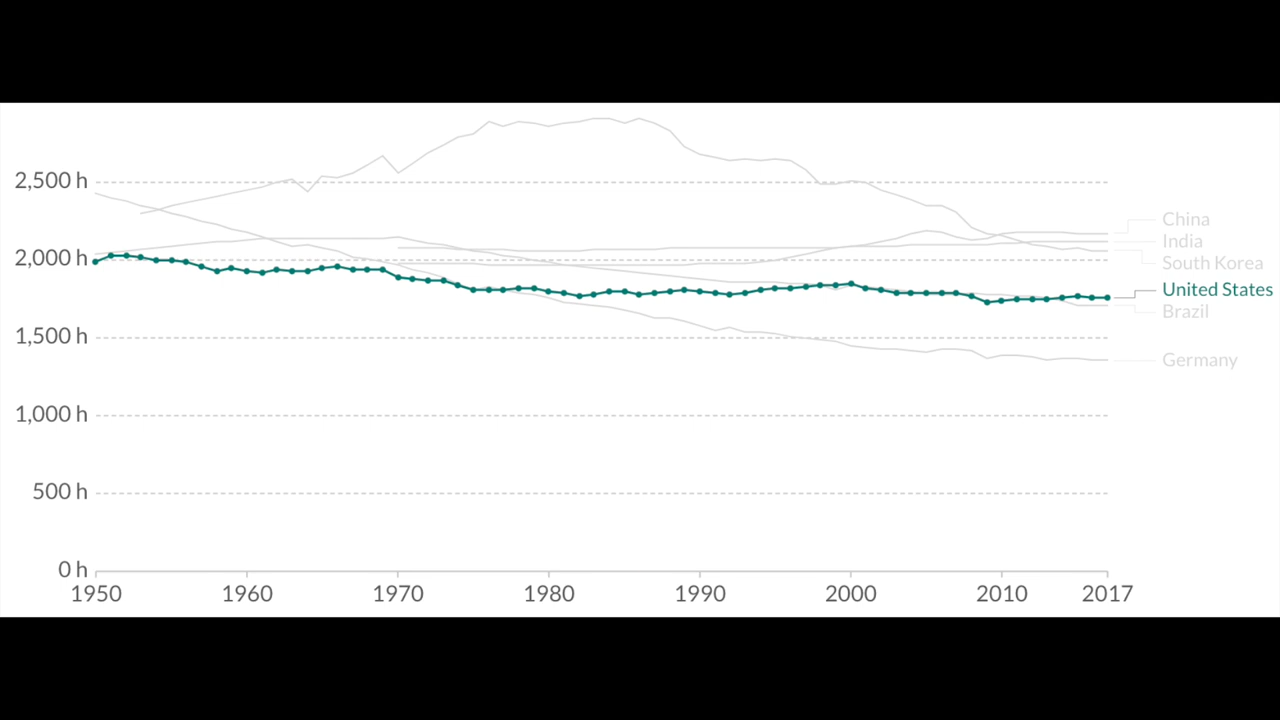 2,500 h
2,000 h
1,500 h
1,000 h
500 h
0 h
1950 1960 1970 1980 1990 2000 2010 2017
China
India
South Korea
United States
Brazil
Germany